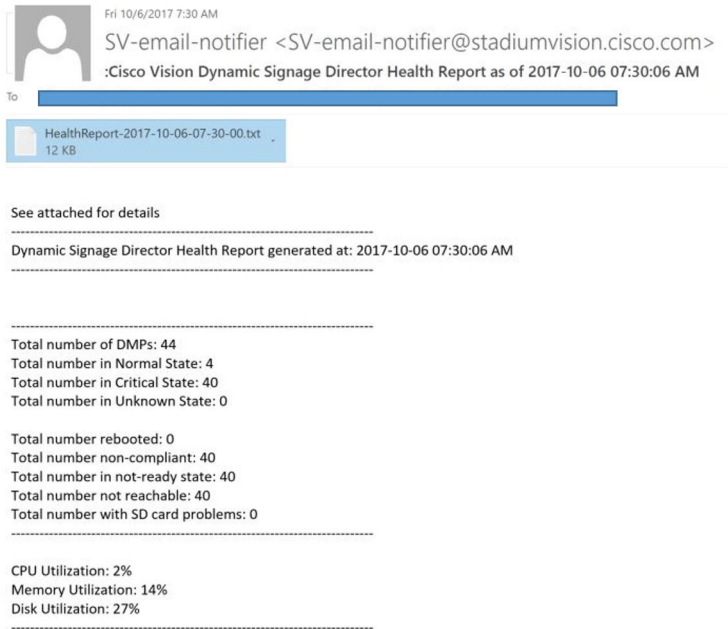 Fri 10/6/2017 7:30 AM
SV-email-notifier <SV-email-notifier@stadiumvision.cisco.com>
:Cisco Vision Dynamic Signage Director Health Report as of 2017-10-06 07:30:06 AM
To
HealthReport-2017-10-06-07-30-00.txt
12 KB
See attached for details
------------------------------------------------------------------------------
Dynamic Signage Director Health Report generated at: 2017-10-06 07:30:06 AM
------------------------------------------------------------------------------
------------------------------------------------------------------------------
Total number of DMPs: 44
Total number in Normal State: 4
Total number in Critical State: 40
Total number in Unknown State: 0
Total number rebooted: 0
Total number non-compliant: 40
Total number in not-ready state: 40
Total number not reachable: 40
Total number with SD card problems: 0
------------------------------------------------------------------------------
CPU Utilization: 2%
Memory Utilization: 14%
Disk Utilization: 27%
------------------------------------------------------------------------------